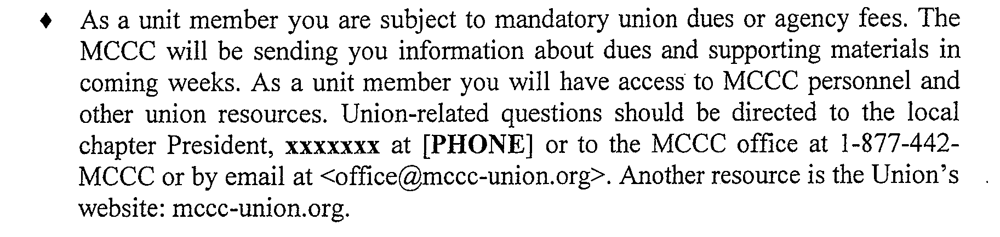 ♦ As a unit member you are subject to mandatory union dues or agency fees. The
MCCC will be sending you information about dues and supporting materials in
coming weeks. As a unit member you will have access to MCCC personnel and
other union resources. Union-related questions should be directed to the local
chapter President, xxxxxxx at [PHONE] or to the MCCC office at 1-877-442-
MCCC or by email at <office@mccc-union.org>. Another resource is the Union's
website: mccc-union.org.